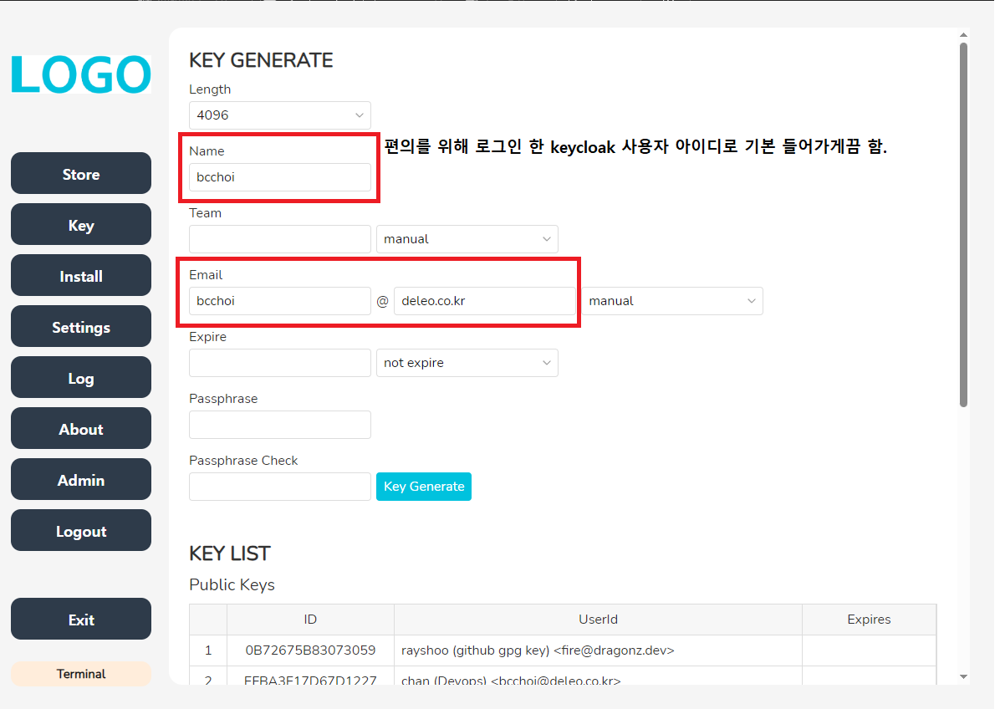 LOGO
Store
Key
Install
Settings
Log
About
Admin
Logout
Exit
Terminal
KEY GENERATE
Length
4096
Name
bcchoi
편의를 위해 로그인 한 keycloak 사용자 아이디로 기본 들어가게끔 함.
Team
manual
Email
bcchoi @ deleo.co.kr manual
Expire
not expire
Passphrase
Passphrase Check
Key Generate
KEY LIST
Public Keys
ID UserId Expires
1 0B72675B83073059 rayshoo (github gpg key) <fire@dragonz.dev>
2 FFBA3F17D67D1227 chan (Devops) <bcchoi@deleo.co.kr>